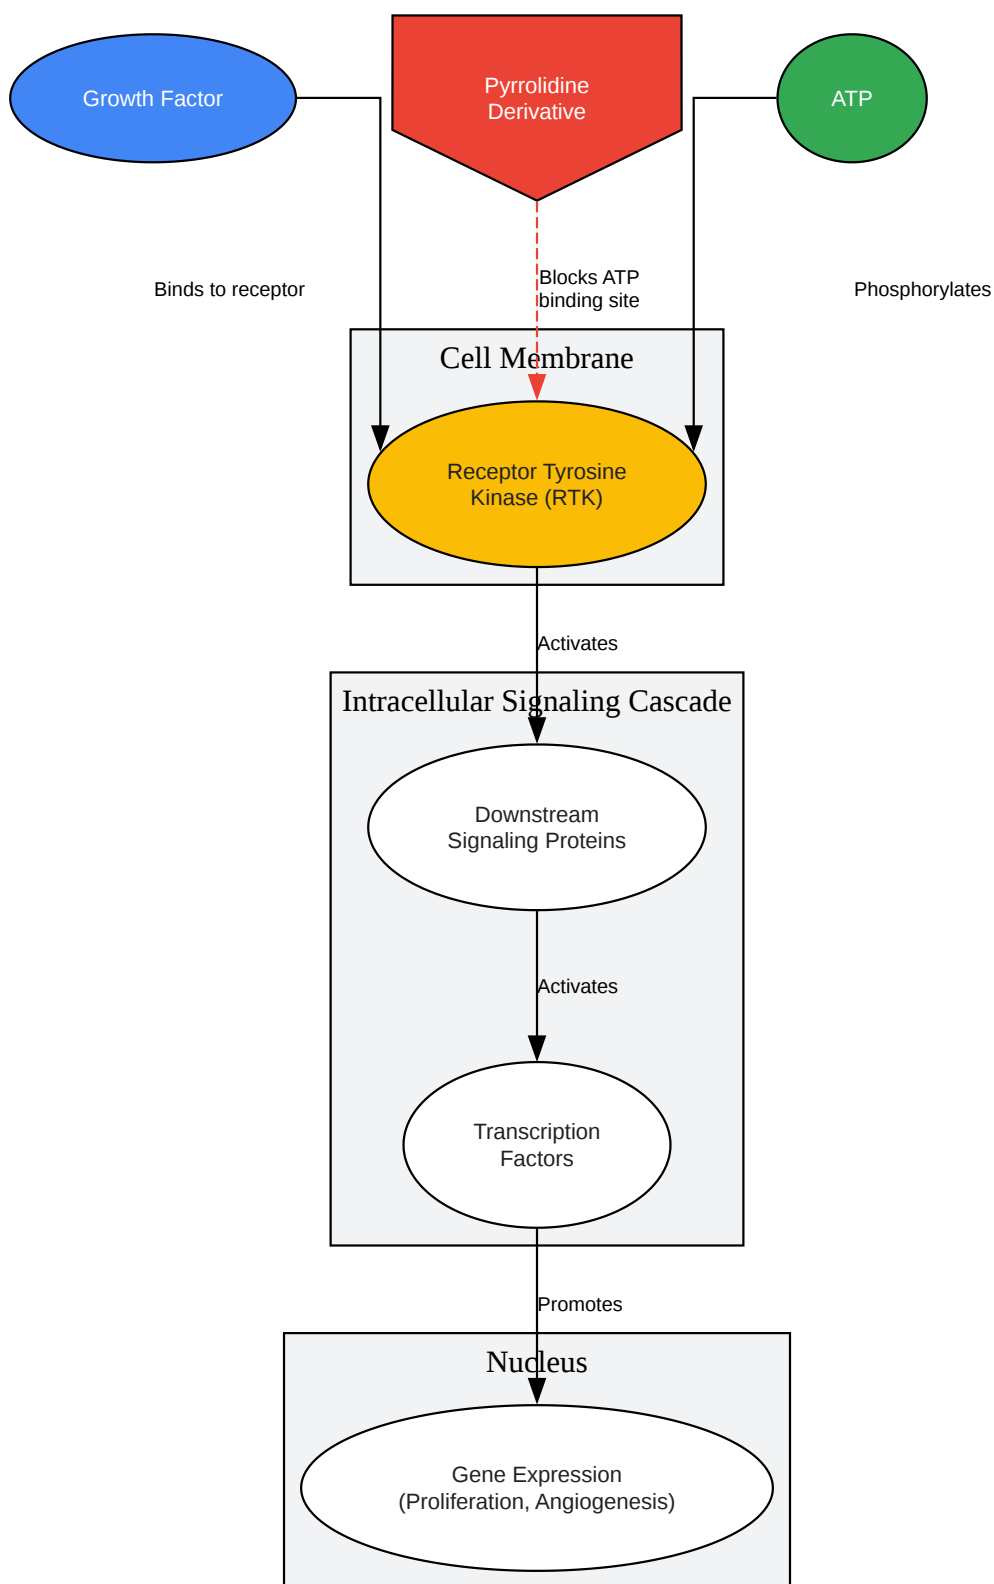 Growth Factor
Pyrrolidine
Derivative
ATP
Binds to receptor
Blocks ATP
binding site
Phosphorylates
Cell Membrane
Receptor Tyrosine
Kinase (RTK)
Activates
Intracellular Signaling Cascade
Downstream
Signaling Proteins
Activates
Transcription
Factors
Promotes
Nucleus
Gene Expression
(Proliferation, Angiogenesis)